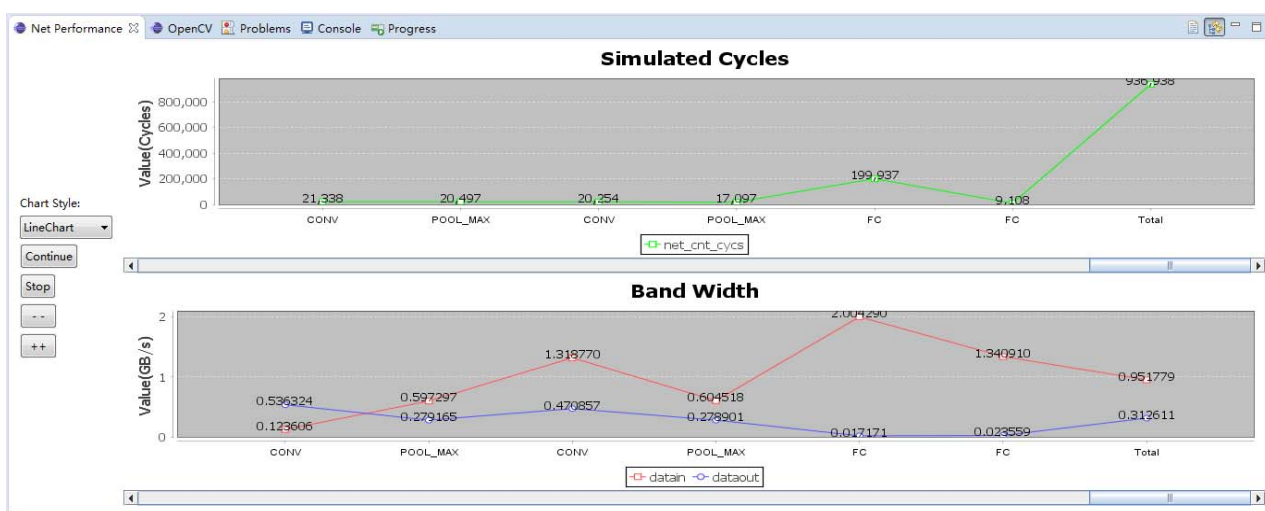 Net Performance OpenCV Problems Console Progress
Simulated Cycles
Value(Cycles)
800,000
600,000
400,000
200,000
0
21,338 20,497 20,254 17,097 199,937 9,108 936,938
CONV POOL_MAX CONV POOL_MAX FC FC Total
net_cnt_cycs
Chart Style:
LineChart
Continue
Stop
- -
++
Band Width
Value(GB/s)
2
1
0
0.123606 0.597297 1.318770 0.604518 2.004290 1.340910 0.951779
0.536324 0.279165 0.470857 0.278901 0.017171 0.023559 0.312611
CONV POOL_MAX CONV POOL_MAX FC FC Total
datain dataout